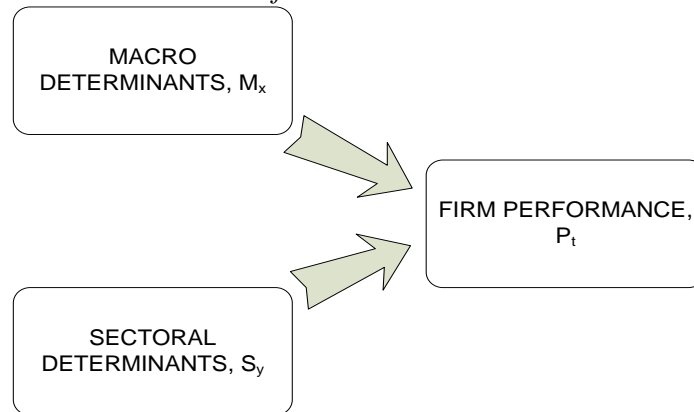 MACRO
DETERMINANTS, Mx
FIRM PERFORMANCE,
Pt
SECTORAL
DETERMINANTS, Sy